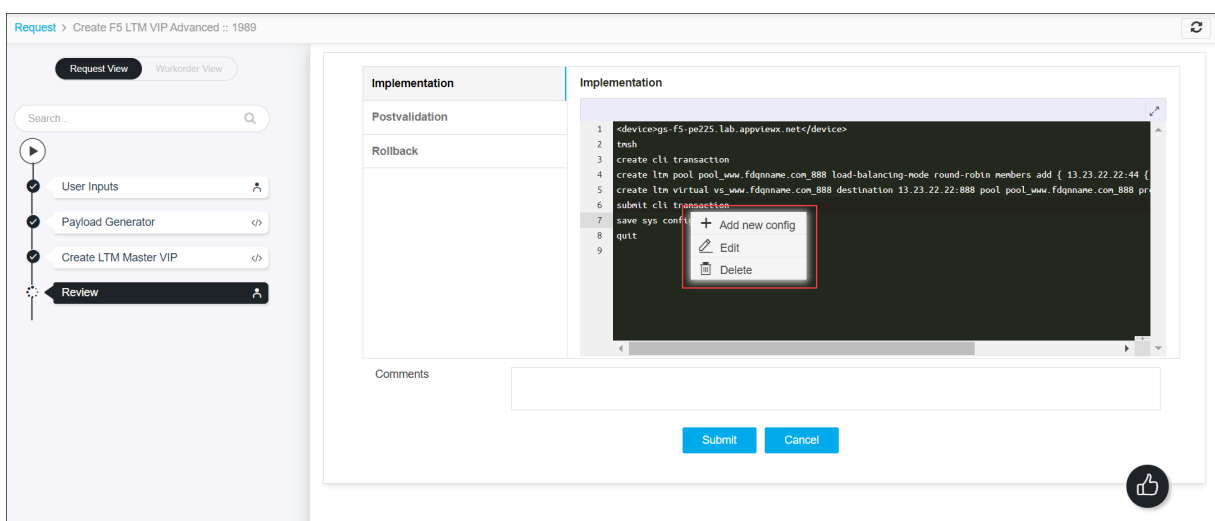 Request > Create F5 LTM VIP Advanced :: 1989
Request View
Workorder View
Search...
User Inputs
Payload Generator
</>
Create LTM Master VIP
</>
Review
Implementation
Postvalidation
Rollback
Implementation
1 <device>gs-f5-pe225.lab.appviewx.net</device>
2 tmsh
3 create cli transaction
4 create ltm pool pool_www.fdqnname.com_888 load-balancing-mode round-robin members add { 13.23.22.22:44 {
5 create ltm virtual vs_www.fdqnname.com_888 destination 13.23.22.22:888 pool pool_www.fdqnname.com_888 pr
6 submit cli transaction
7 save sys conf
8 quit
9
Add new config
Edit
Delete
Comments
Submit
Cancel